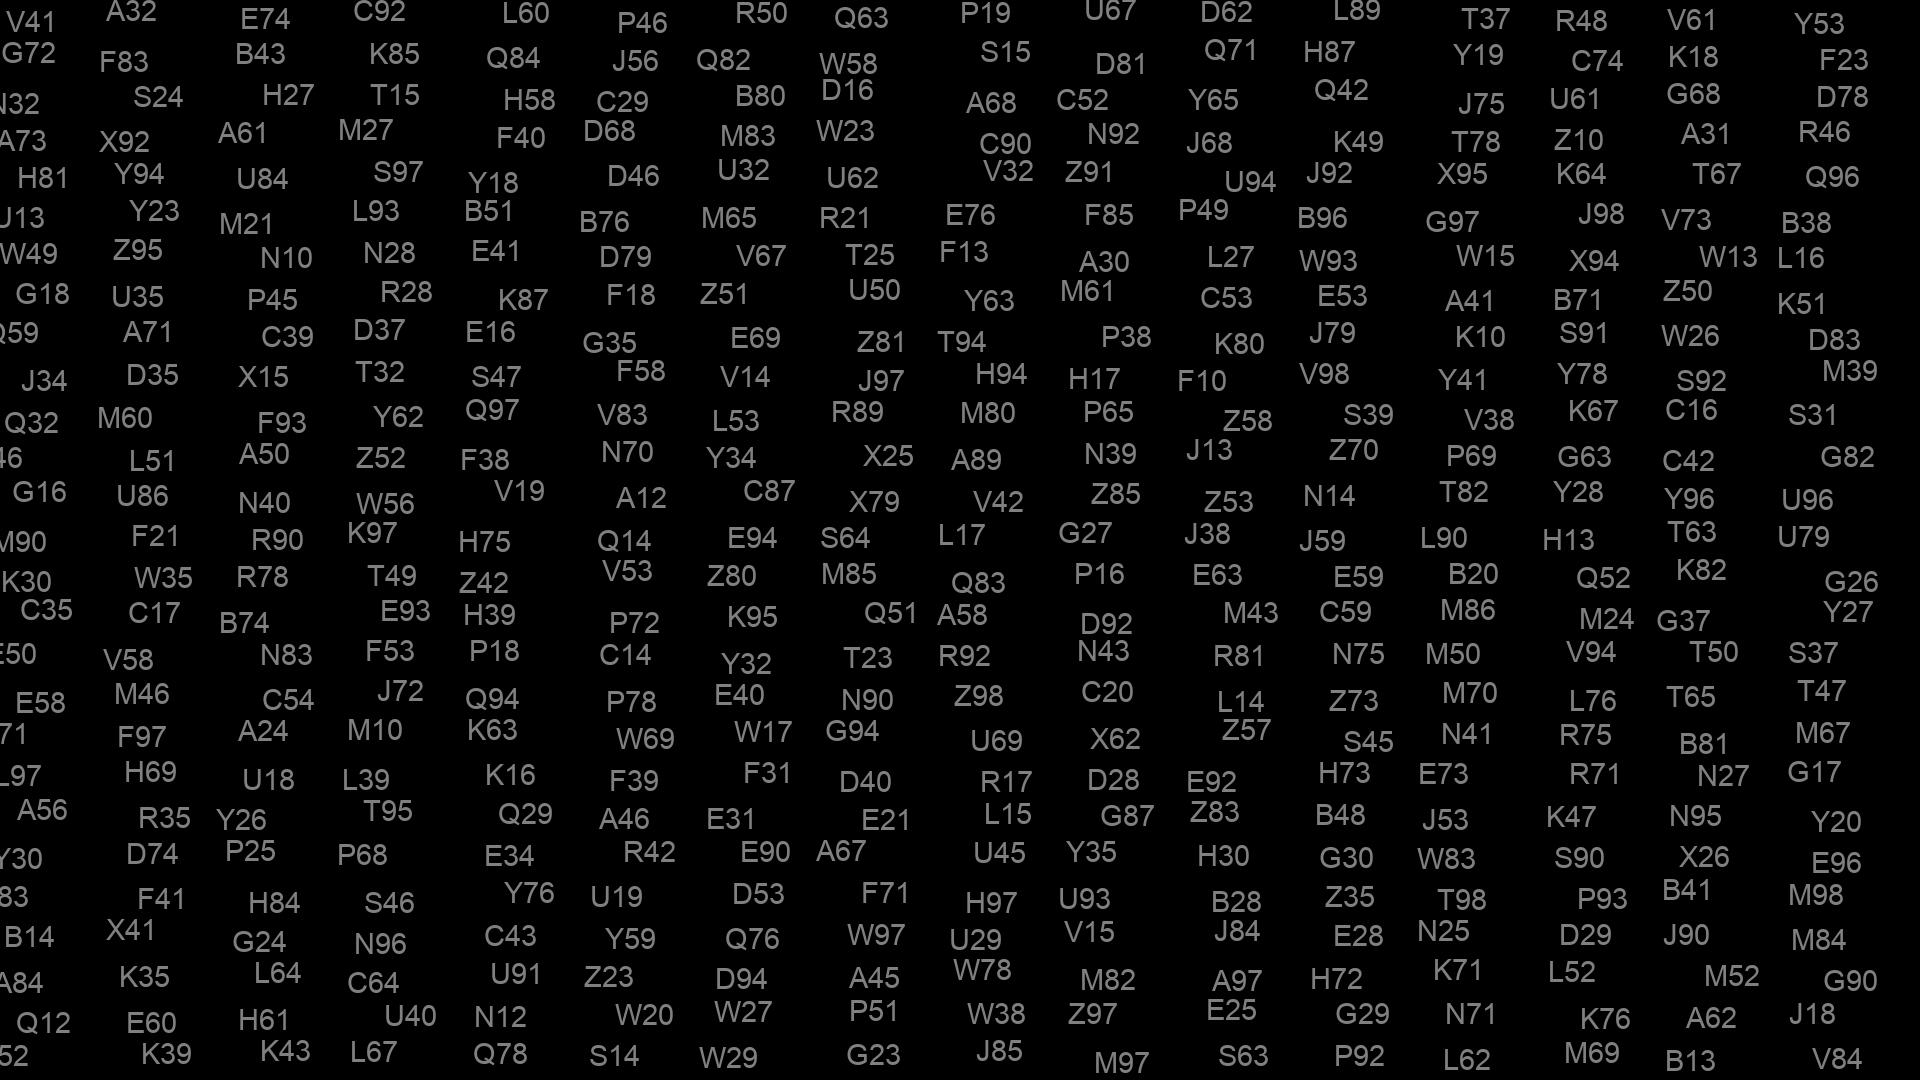 V41 A32 E74 C92 L60 P46 R50 Q63 P19 U67 D62 L89 T37 R48 V61 Y53
G72 F83 B43 K85 Q84 J56 Q82 W58 S15 D81 Q71 H87 Y19 C74 K18 F23
N32 S24 H27 T15 H58 C29 B80 D16 A68 C52 Y65 Q42 J75 U61 G68 D78
A73 X92 A61 M27 F40 D68 M83 W23 C90 N92 J68 K49 T78 Z10 A31 R46
H81 Y94 U84 S97 Y18 D46 U32 U62 V32 Z91 U94 J92 X95 K64 T67 Q96
U13 Y23 M21 L93 B51 B76 M65 R21 E76 F85 P49 B96 G97 J98 V73 B38
W49 Z95 N10 N28 E41 D79 V67 T25 F13 A30 L27 W93 W15 X94 W13 L16
G18 U35 P45 R28 K87 F18 Z51 U50 Y63 M61 C53 E53 A41 B71 Z50 K51
Q59 A71 C39 D37 E16 G35 E69 Z81 T94 P38 K80 J79 K10 S91 W26 D83
J34 D35 X15 T32 S47 F58 V14 J97 H94 H17 F10 V98 Y41 Y78 S92 M39
Q32 M60 F93 Y62 Q97 V83 L53 R89 M80 P65 Z58 S39 V38 K67 C16 S31
46 L51 A50 Z52 F38 N70 Y34 X25 A89 N39 J13 Z70 P69 G63 C42 G82
G16 U86 N40 W56 V19 A12 C87 X79 V42 Z85 Z53 N14 T82 Y28 Y96 U96
M90 F21 R90 K97 H75 Q14 E94 S64 L17 G27 J38 J59 L90 H13 T63 U79
K30 W35 R78 T49 Z42 V53 Z80 M85 Q83 P16 E63 E59 B20 Q52 K82 G26
C35 C17 B74 E93 H39 P72 K95 Q51 A58 D92 M43 C59 M86 M24 G37 Y27
E50 V58 N83 F53 P18 C14 Y32 T23 R92 N43 R81 N75 M50 V94 T50 S37
E58 M46 C54 J72 Q94 P78 E40 N90 Z98 C20 L14 Z73 M70 L76 T65 T47
71 F97 A24 M10 K63 W69 W17 G94 U69 X62 Z57 S45 N41 R75 B81 M67
L97 H69 U18 L39 K16 F39 F31 D40 R17 D28 E92 H73 E73 R71 N27 G17
A56 R35 Y26 T95 Q29 A46 E31 E21 L15 G87 Z83 B48 J53 K47 N95 Y20
Y30 D74 P25 P68 E34 R42 E90 A67 U45 Y35 H30 G30 W83 S90 X26 E96
83 F41 H84 S46 Y76 U19 D53 F71 H97 U93 B28 Z35 T98 P93 B41 M98
B14 X41 G24 N96 C43 Y59 Q76 W97 U29 V15 J84 E28 N25 D29 J90 M84
A84 K35 L64 C64 U91 Z23 D94 A45 W78 M82 A97 H72 K71 L52 M52 G90
Q12 E60 H61 U40 N12 W20 W27 P51 W38 Z97 E25 G29 N71 K76 A62 J18
52 K39 K43 L67 Q78 S14 W29 G23 J85 M97 S63 P92 L62 M69 B13 V84